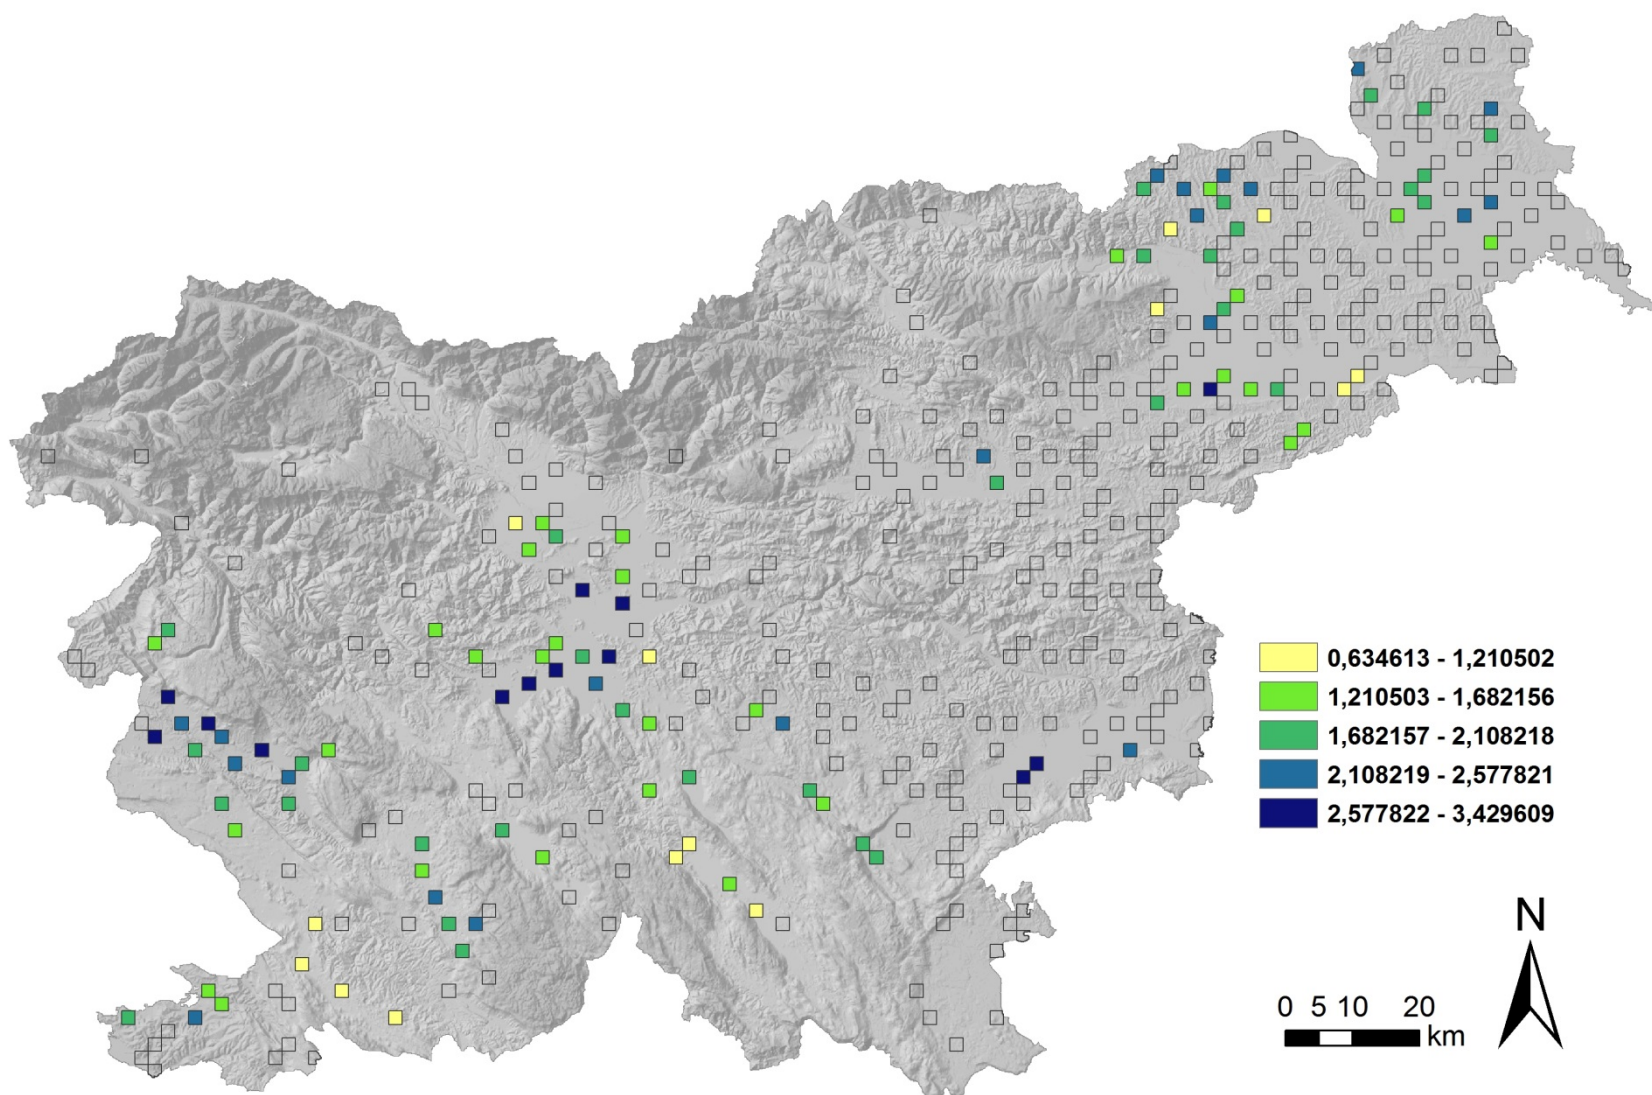 0,634613 - 1,210502
1,210503 - 1,682156
1,682157 - 2,108218
2,108219 - 2,577821
2,577822 - 3,429609
N
0 5 10 20
km